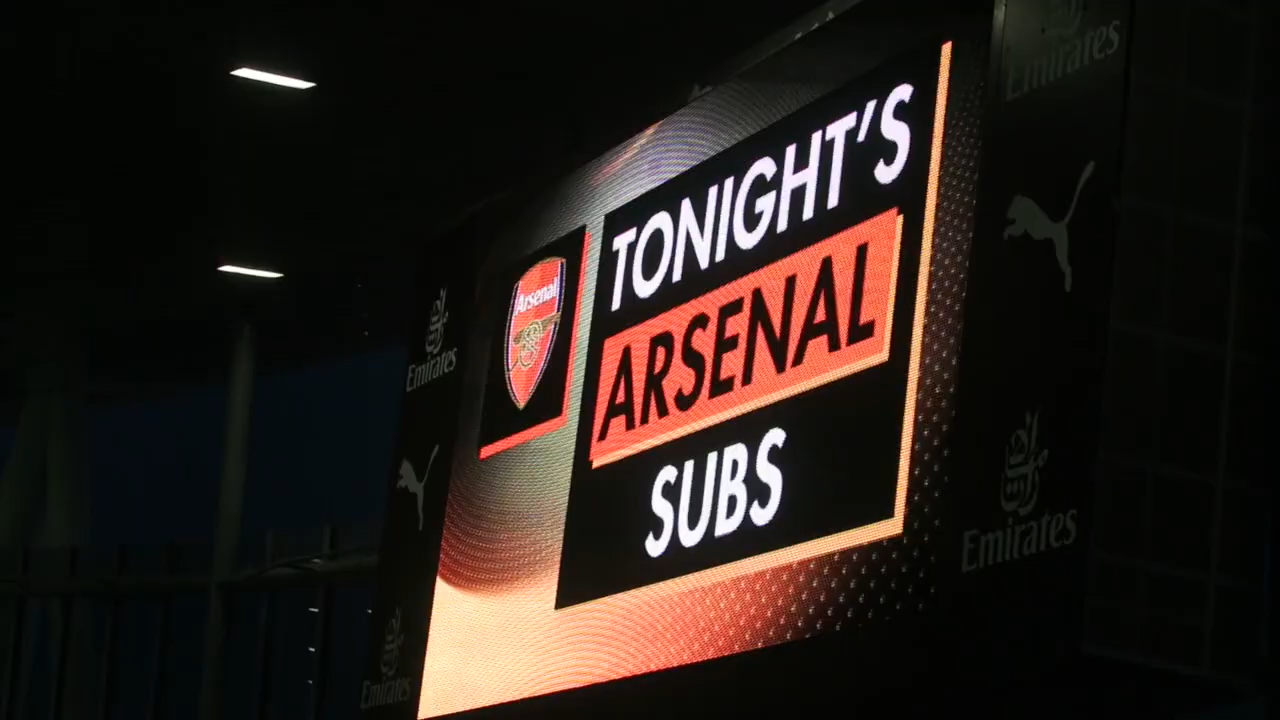 TONIGHT'S
ARSENAL
SUBS
Arsenal
Emirates
Emirates
Emirates
Emirates